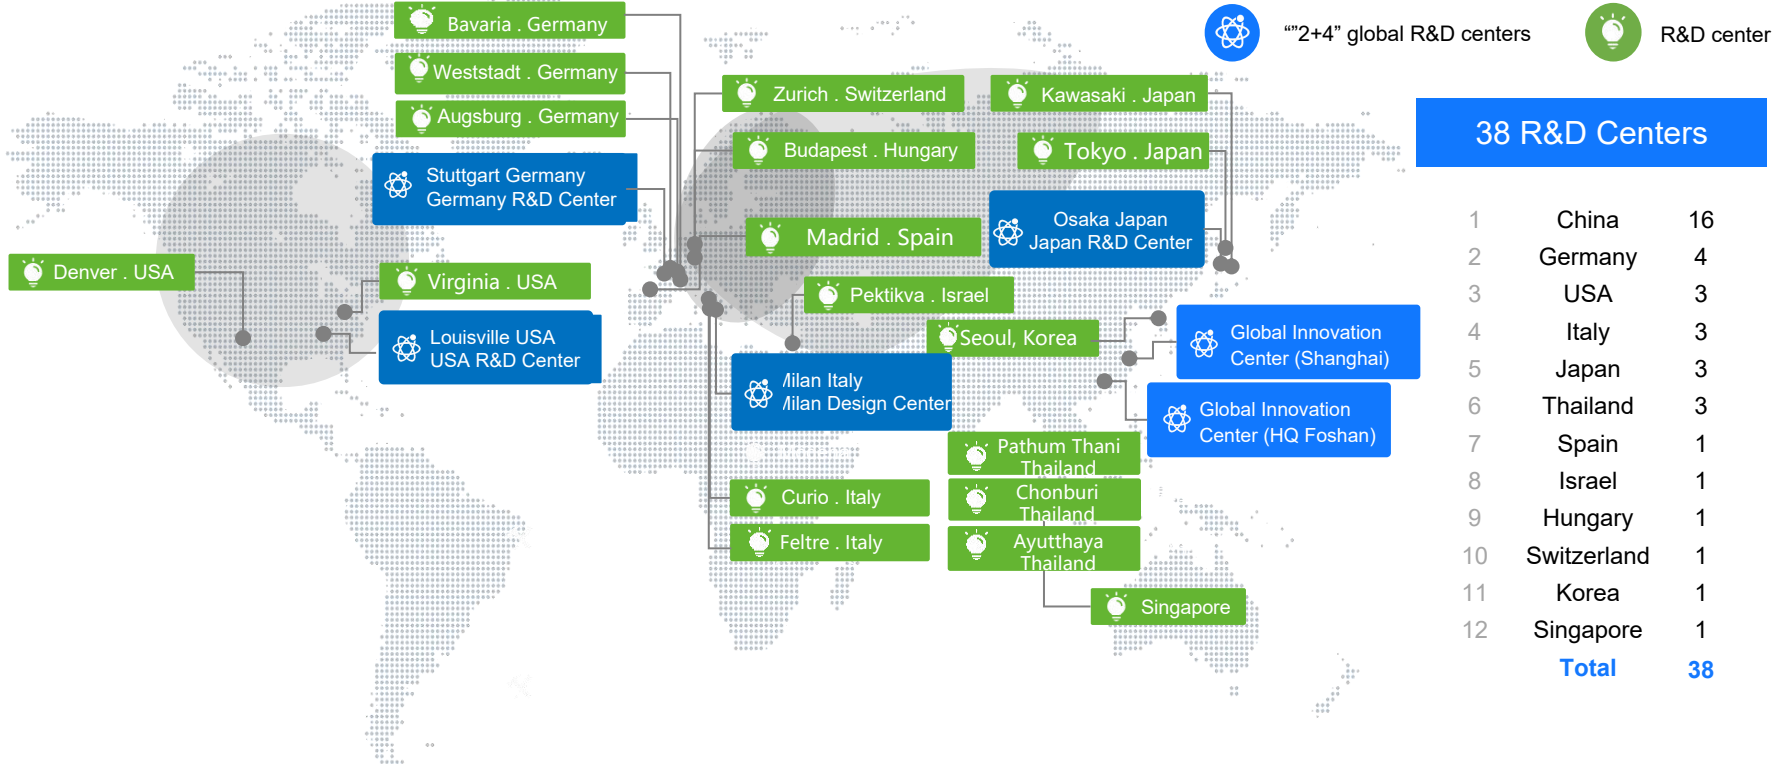 Bavaria . Germany
Weststadt . Germany
Augsburg . Germany
Stuttgart Germany
Germany R&D Center
Denver . USA
Virginia . USA
Louisville USA
USA R&D Center
Zurich . Switzerland
Budapest . Hungary
Madrid . Spain
Pektikva . Israel
Kawasaki . Japan
Tokyo . Japan
Osaka Japan
Japan R&D Center
Seoul, Korea
Global Innovation
Center (Shanghai)
Global Innovation
Center (HQ Foshan)
Milan Italy
Milan Design Center
Curio . Italy
Feltre . Italy
Pathum Thani
Thailand
Chonburi
Thailand
Ayutthaya
Thailand
Singapore
“”2+4” global R&D centers
R&D center
38 R&D Centers
1 China 16
2 Germany 4
3 USA 3
4 Italy 3
5 Japan 3
6 Thailand 3
7 Spain 1
8 Israel 1
9 Hungary 1
10 Switzerland 1
11 Korea 1
12 Singapore 1
Total 38